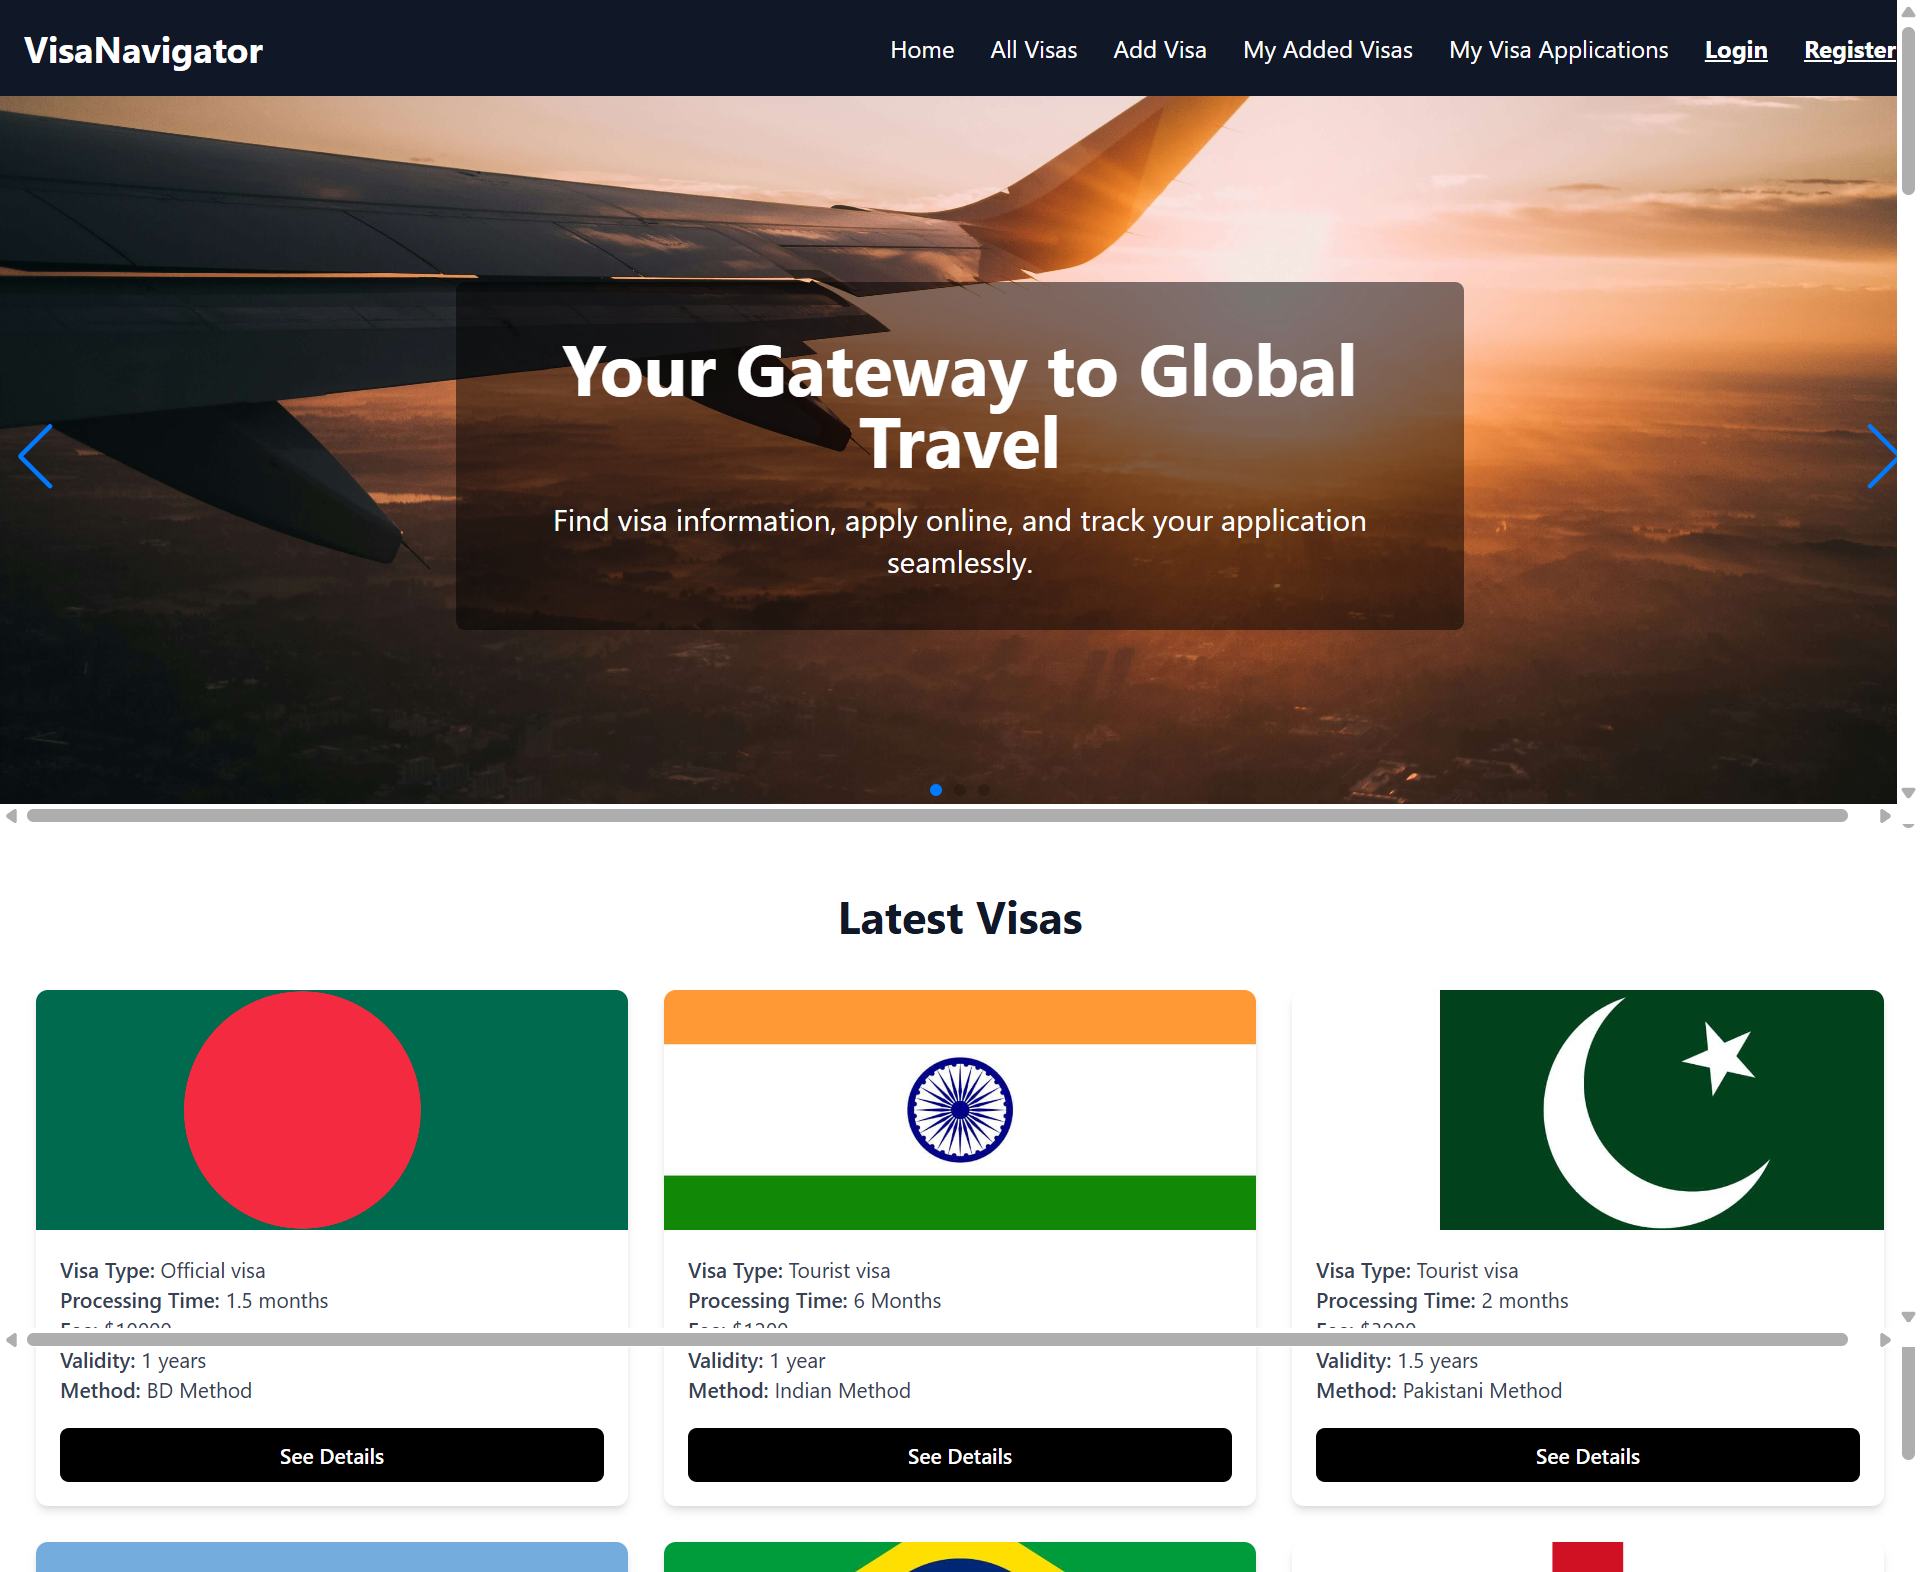 VisaNavigator
Home All Visas Add Visa My Added Visas My Visa Applications Login Register
Your Gateway to Global
Travel
Find visa information, apply online, and track your application
seamlessly.
Latest Visas
Visa Type: Official visa
Processing Time: 1.5 months
Validity: 1 years
Method: BD Method
See Details
Visa Type: Tourist visa
Processing Time: 6 Months
Validity: 1 year
Method: Indian Method
See Details
Visa Type: Tourist visa
Processing Time: 2 months
Validity: 1.5 years
Method: Pakistani Method
See Details